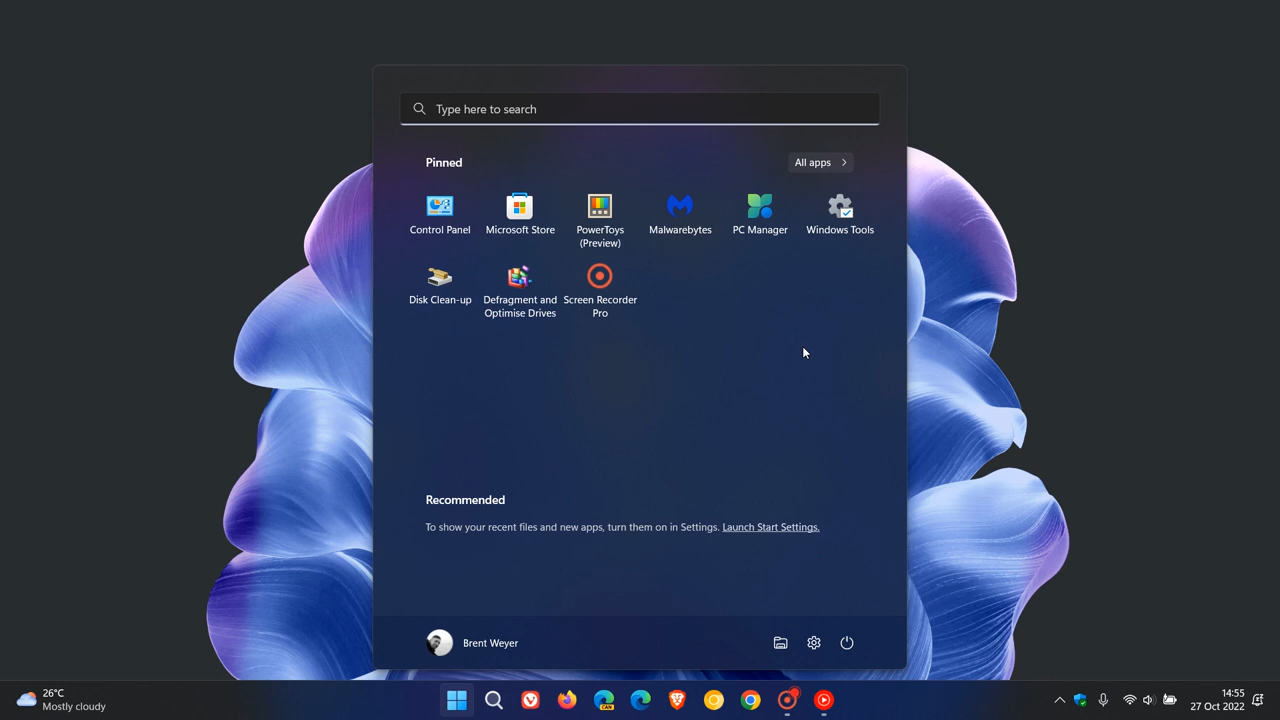 Type here to search
Pinned
All apps
Control Panel
Microsoft Store
PowerToys
(Preview)
Malwarebytes
PC Manager
Windows Tools
Disk Clean-up
Defragment and
Optimise Drives
Screen Recorder
Pro
Recommended
To show your recent files and new apps, turn them on in Settings. Launch Start Settings.
Brent Weyer
26°C
Mostly cloudy
CAN
14:55
27 Oct 2022